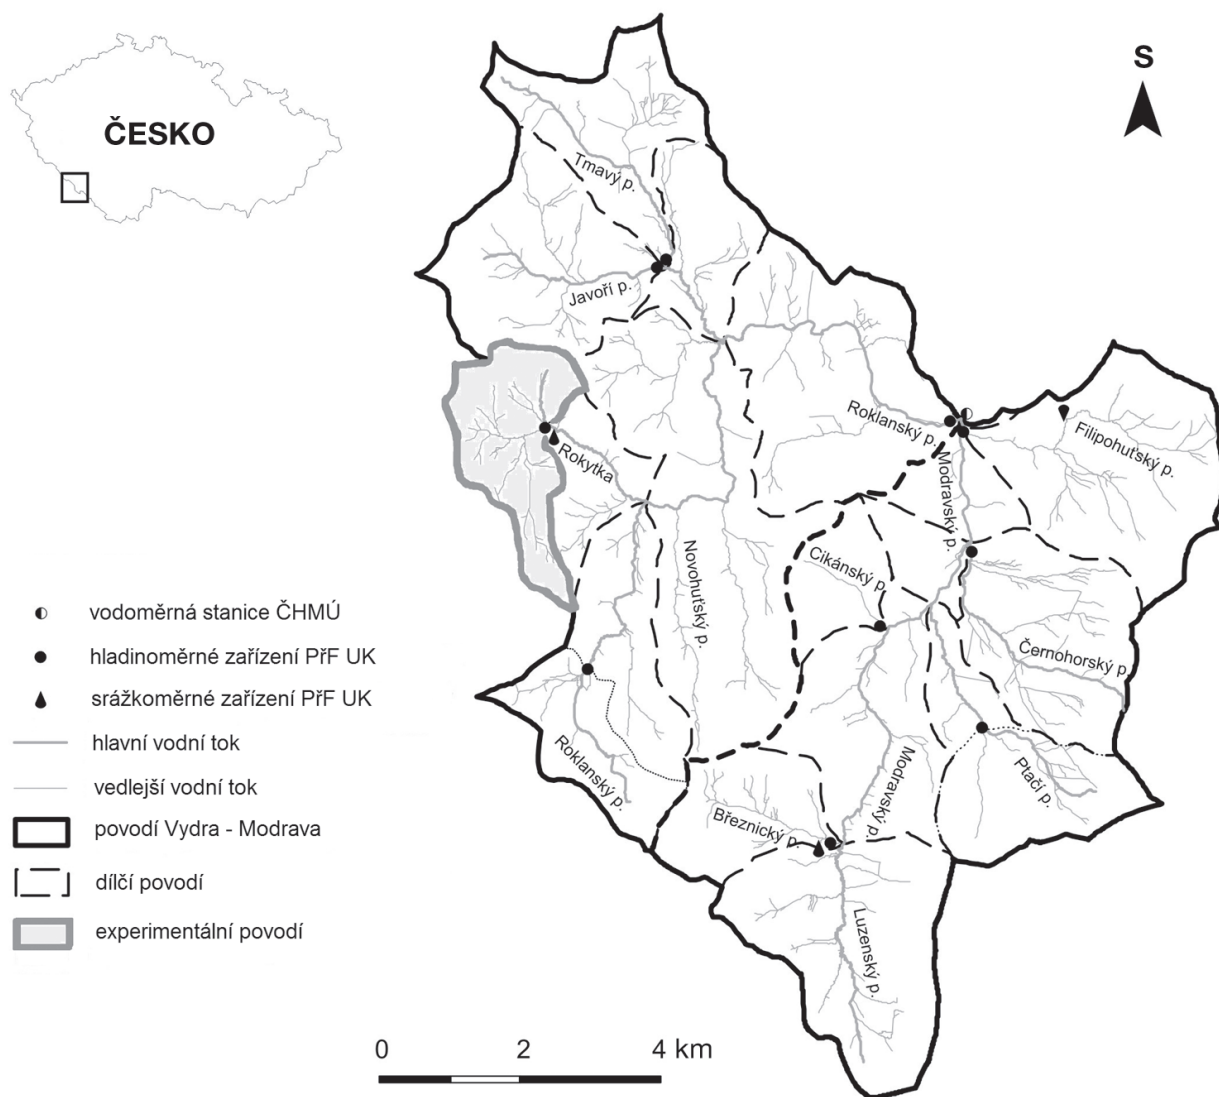 ČESKO
S
Tmavý p.
Javoří p.
Roklanský p.
Filipohuťský p.
Rokytka
Modravský p.
Novohuťský p.
Cikánský p.
Černohorský p.
Roklanský p.
Modravský p.
Ptačí p.
Březnický p.
Luzenský p.
vodoměrná stanice ČHMÚ
hladinoměrné zařízení PřF UK
srážkoměrné zařízení PřF UK
hlavní vodní tok
vedlejší vodní tok
povodí Vydra - Modrava
dílčí povodí
experimentální povodí
0 2 4 km